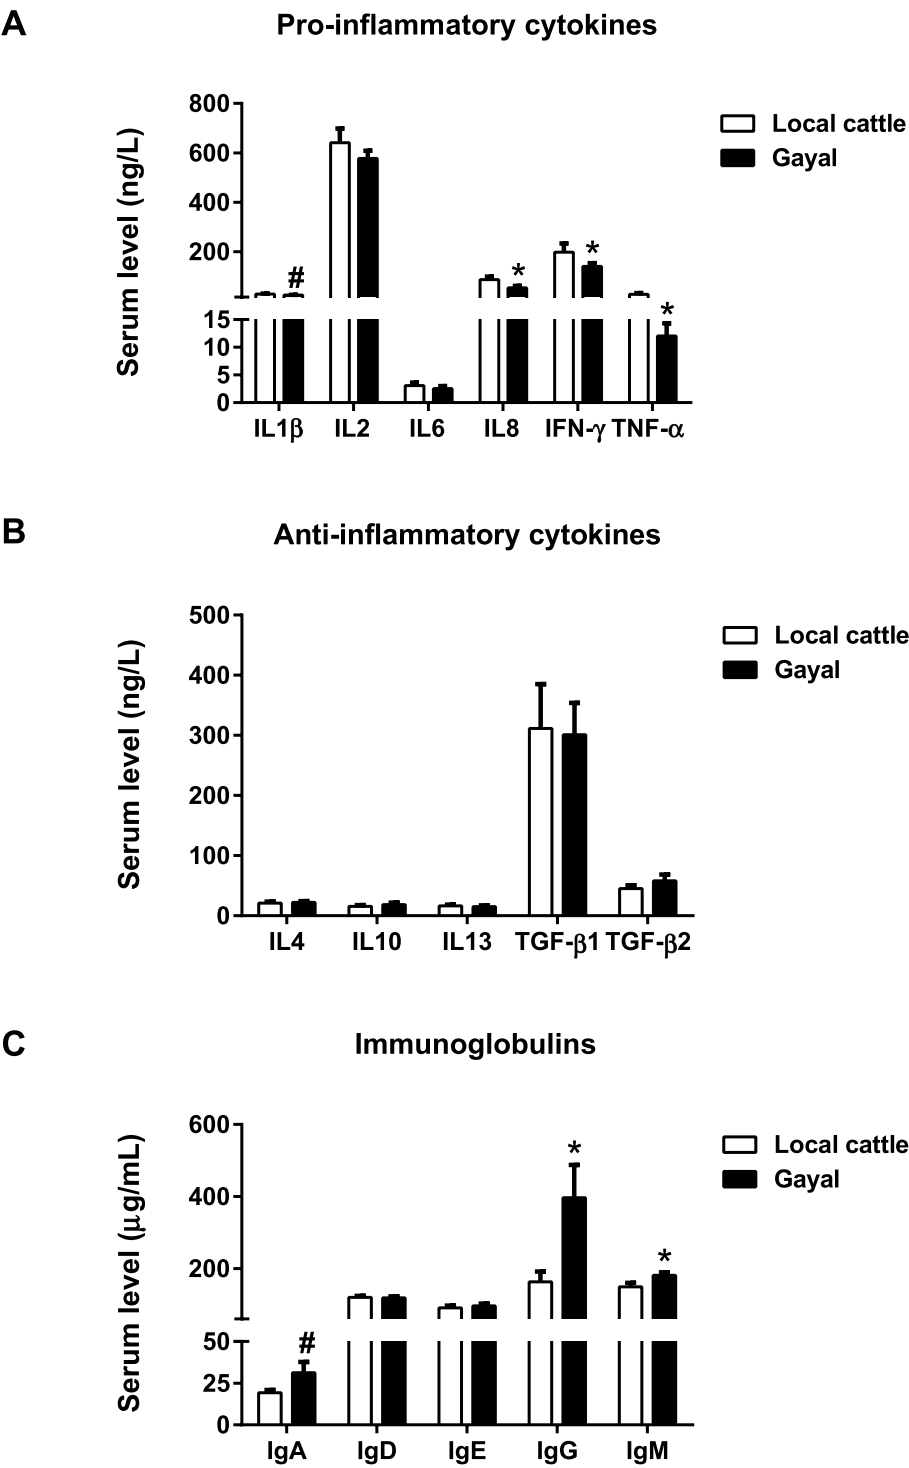 A
Pro-inflammatory cytokines
Serum level (ng/L)
800
600
400
200
15
10
5
0
# * * *
IL1β IL2 IL6 IL8 IFN-γ TNF-α
Local cattle
Gayal
B
Anti-inflammatory cytokines
Serum level (ng/L)
500
400
300
200
100
0
IL4 IL10 IL13 TGF-β1 TGF-β2
Local cattle
Gayal
C
Immunoglobulins
Serum level (μg/mL)
600
400
200
50
25
0
# * *
IgA IgD IgE IgG IgM
Local cattle
Gayal